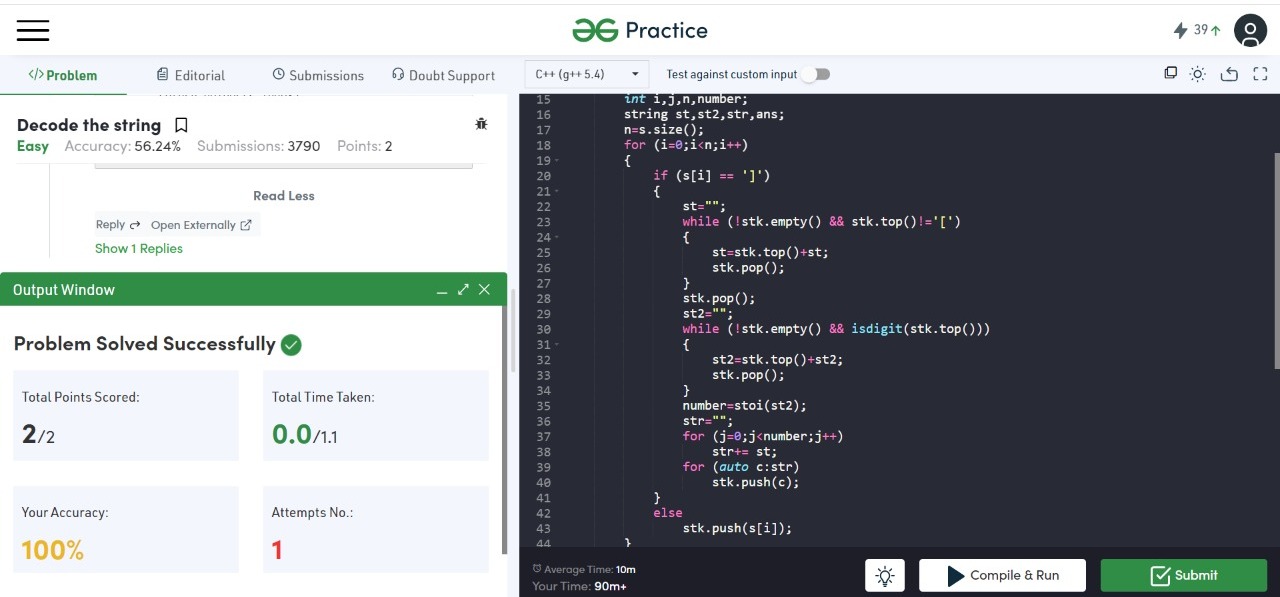 Practice
39
</>Problem
Editorial
Submissions
Doubt Support
C++ (g++ 5.4)
Test against custom input
Decode the string
Easy Accuracy: 56.24% Submissions: 3790 Points: 2
Read Less
Reply Open Externally
Show 1 Replies
Output Window
Problem Solved Successfully
Total Points Scored:
2/2
Total Time Taken:
0.0/1.1
Your Accuracy:
100%
Attempts No.:
1
15 int i,j,n,number;
16 string st,st2,str,ans;
17 n=s.size();
18 for (i=0;i<n;i++)
19 {
20 if (s[i] == ']')
21 {
22 st="";
23 while (!stk.empty() && stk.top()!='[')
24 {
25 st=stk.top()+st;
26 stk.pop();
27 }
28 stk.pop();
29 st2="";
30 while (!stk.empty() && isdigit(stk.top()))
31 {
32 st2=stk.top()+st2;
33 stk.pop();
34 }
35 number=stoi(st2);
36 str="";
37 for (j=0;j<number;j++)
38 str+= st;
39 for (auto c:str)
40 stk.push(c);
41 }
42 else
43 stk.push(s[i]);
44 }
Average Time: 10m
Your Time: 90m+
Compile & Run
Submit